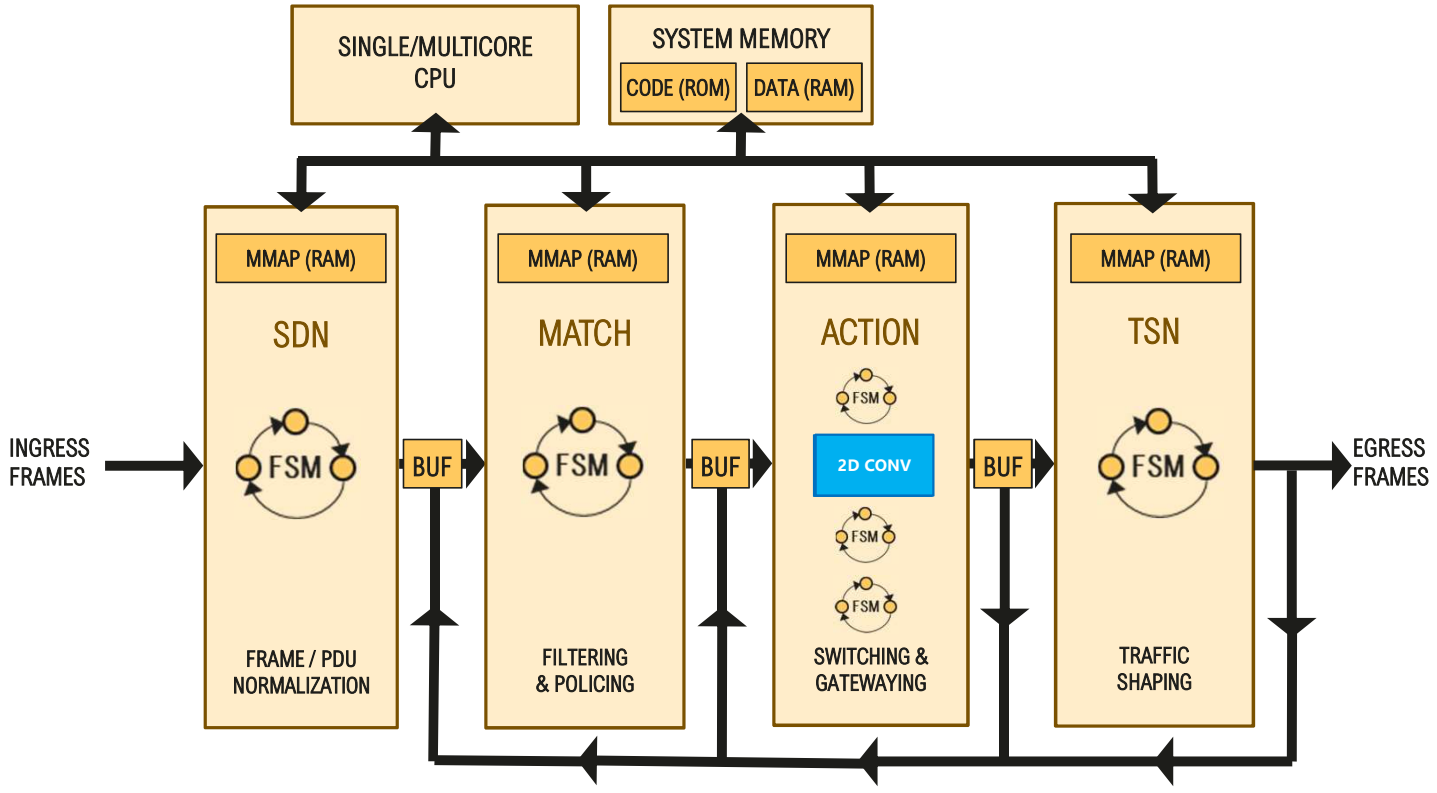 SINGLE/MULTICORE
CPU
SYSTEM MEMORY
CODE (ROM)
DATA (RAM)
MMAP (RAM)
MMAP (RAM)
MMAP (RAM)
MMAP (RAM)
SDN
MATCH
ACTION
TSN
FSM
INGRESS
FRAMES
FSM
BUF
FSM
BUF
2D CONV
BUF
FSM
EGRESS
FRAMES
FSM
FSM
FRAME / PDU
NORMALIZATION
FILTERING
& POLICING
SWITCHING &
GATEWAYING
TRAFFIC
SHAPING